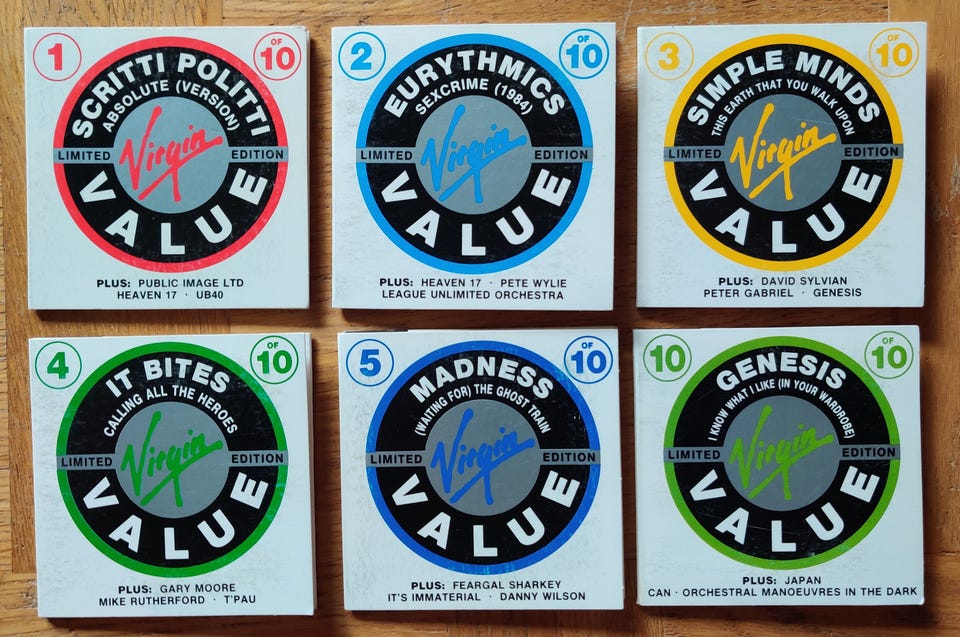 1
OF 10
SCRITTI POLITTI
ABSOLUTE (VERSION)
Virgin
LIMITED EDITION
VALUE
PLUS: PUBLIC IMAGE LTD
HEAVEN 17 · UB40
2
OF 10
EURYTHMICS
SEXCRIME (1984)
Virgin
LIMITED EDITION
VALUE
PLUS: HEAVEN 17 · PETE WYLIE
LEAGUE UNLIMITED ORCHESTRA
3
OF 10
SIMPLE MINDS
THIS EARTH THAT YOU WALK UPON
Virgin
LIMITED EDITION
VALUE
PLUS: DAVID SYLVIAN
PETER GABRIEL · GENESIS
4
OF 10
IT BITES
CALLING ALL THE HEROES
Virgin
LIMITED EDITION
VALUE
PLUS: GARY MOORE
MIKE RUTHERFORD · T'PAU
5
OF 10
MADNESS
(WAITING FOR) THE GHOST TRAIN
Virgin
LIMITED EDITION
VALUE
PLUS: FEARGAL SHARKEY
IT'S IMMATERIAL · DANNY WILSON
10
OF 10
GENESIS
I KNOW WHAT I LIKE (IN YOUR WARDROBE)
Virgin
LIMITED EDITION
VALUE
PLUS: JAPAN
CAN · ORCHESTRAL MANOEUVRES IN THE DARK